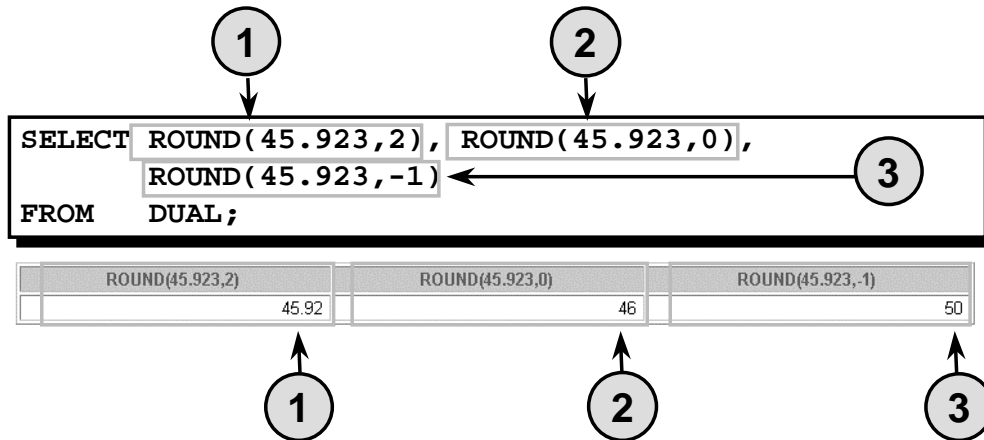 1 2
SELECT ROUND(45.923,2), ROUND(45.923,0),
ROUND(45.923,-1) 3
FROM DUAL;
ROUND(45.923,2) ROUND(45.923,0) ROUND(45.923,-1)
45.92 46 50
1 2 3